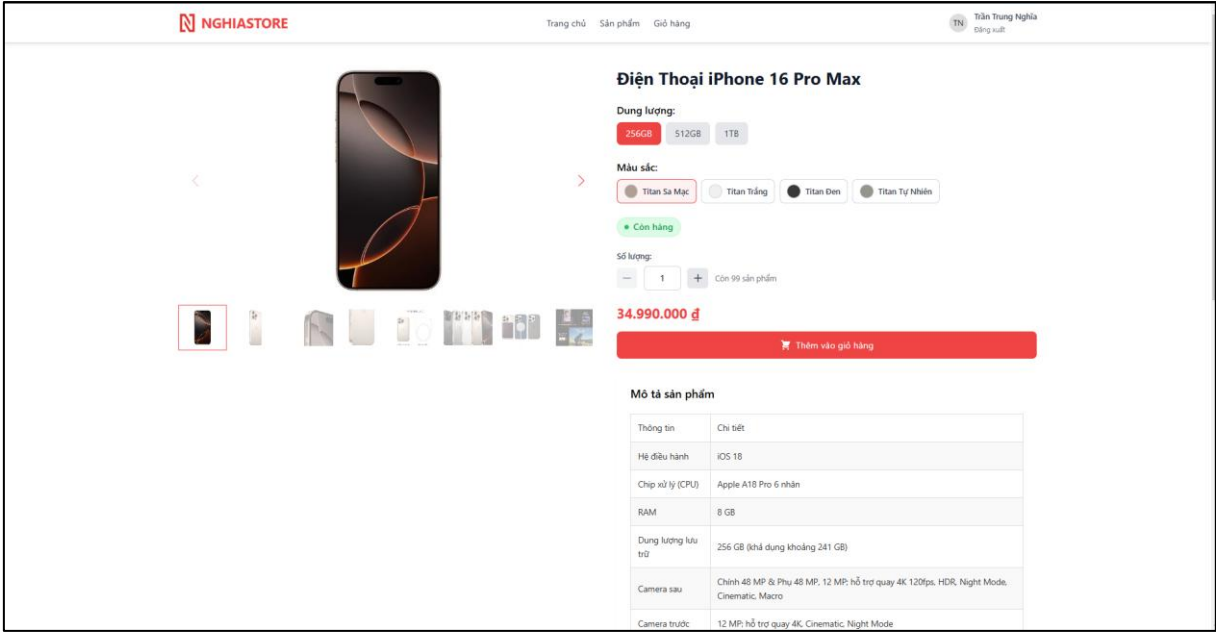 NGHIASTORE
Trang chủ Sản phẩm Giỏ hàng
TN
Trần Trung Nghĩa
Đăng xuất
Điện Thoại iPhone 16 Pro Max
Dung lượng:
256GB 512GB 1TB
Màu sắc:
Titan Sa Mạc Titan Trắng Titan Đen Titan Tự Nhiên
Còn hàng
Số lượng:
1 Còn 99 sản phẩm
34.990.000 ₫
Thêm vào giỏ hàng
Mô tả sản phẩm
Thông tin Chi tiết
Hệ điều hành iOS 18
Chip xử lý (CPU) Apple A18 Pro 6 nhân
RAM 8 GB
Dung lượng lưu
trữ
256 GB (khả dụng khoảng 241 GB)
Camera sau
Chính 48 MP & Phụ 48 MP, 12 MP; hỗ trợ quay 4K 120fps, HDR, Night Mode,
Cinematic, Macro
Camera trước 12 MP; hỗ trợ quay 4K, Cinematic, Night Mode